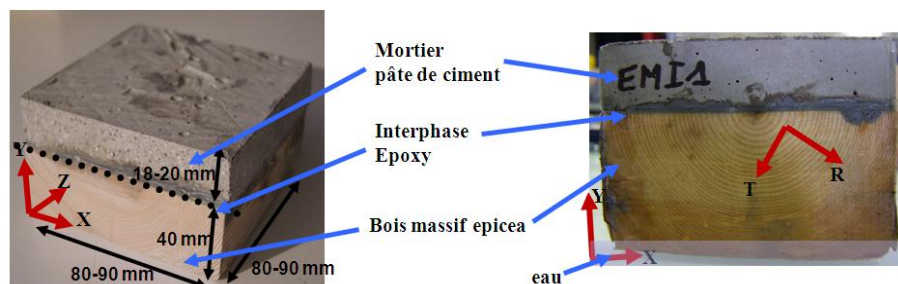 Mortier
pâte de ciment
EMI1
Interphase
Epoxy
Y
18-20 mm
Z
X
T
R
Bois massif epicea
40 mm
Y
80-90 mm
80-90 mm
eau
X